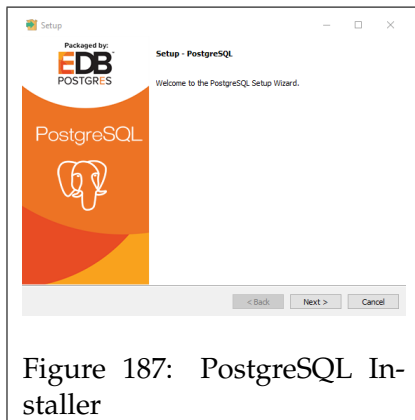 Setup
Packaged by:
EDB
POSTGRES
PostgreSQL
Setup - PostgreSQL
Welcome to the PostgreSQL Setup Wizard.
< Back
Next >
Cancel
Figure 187: PostgreSQL In-
staller